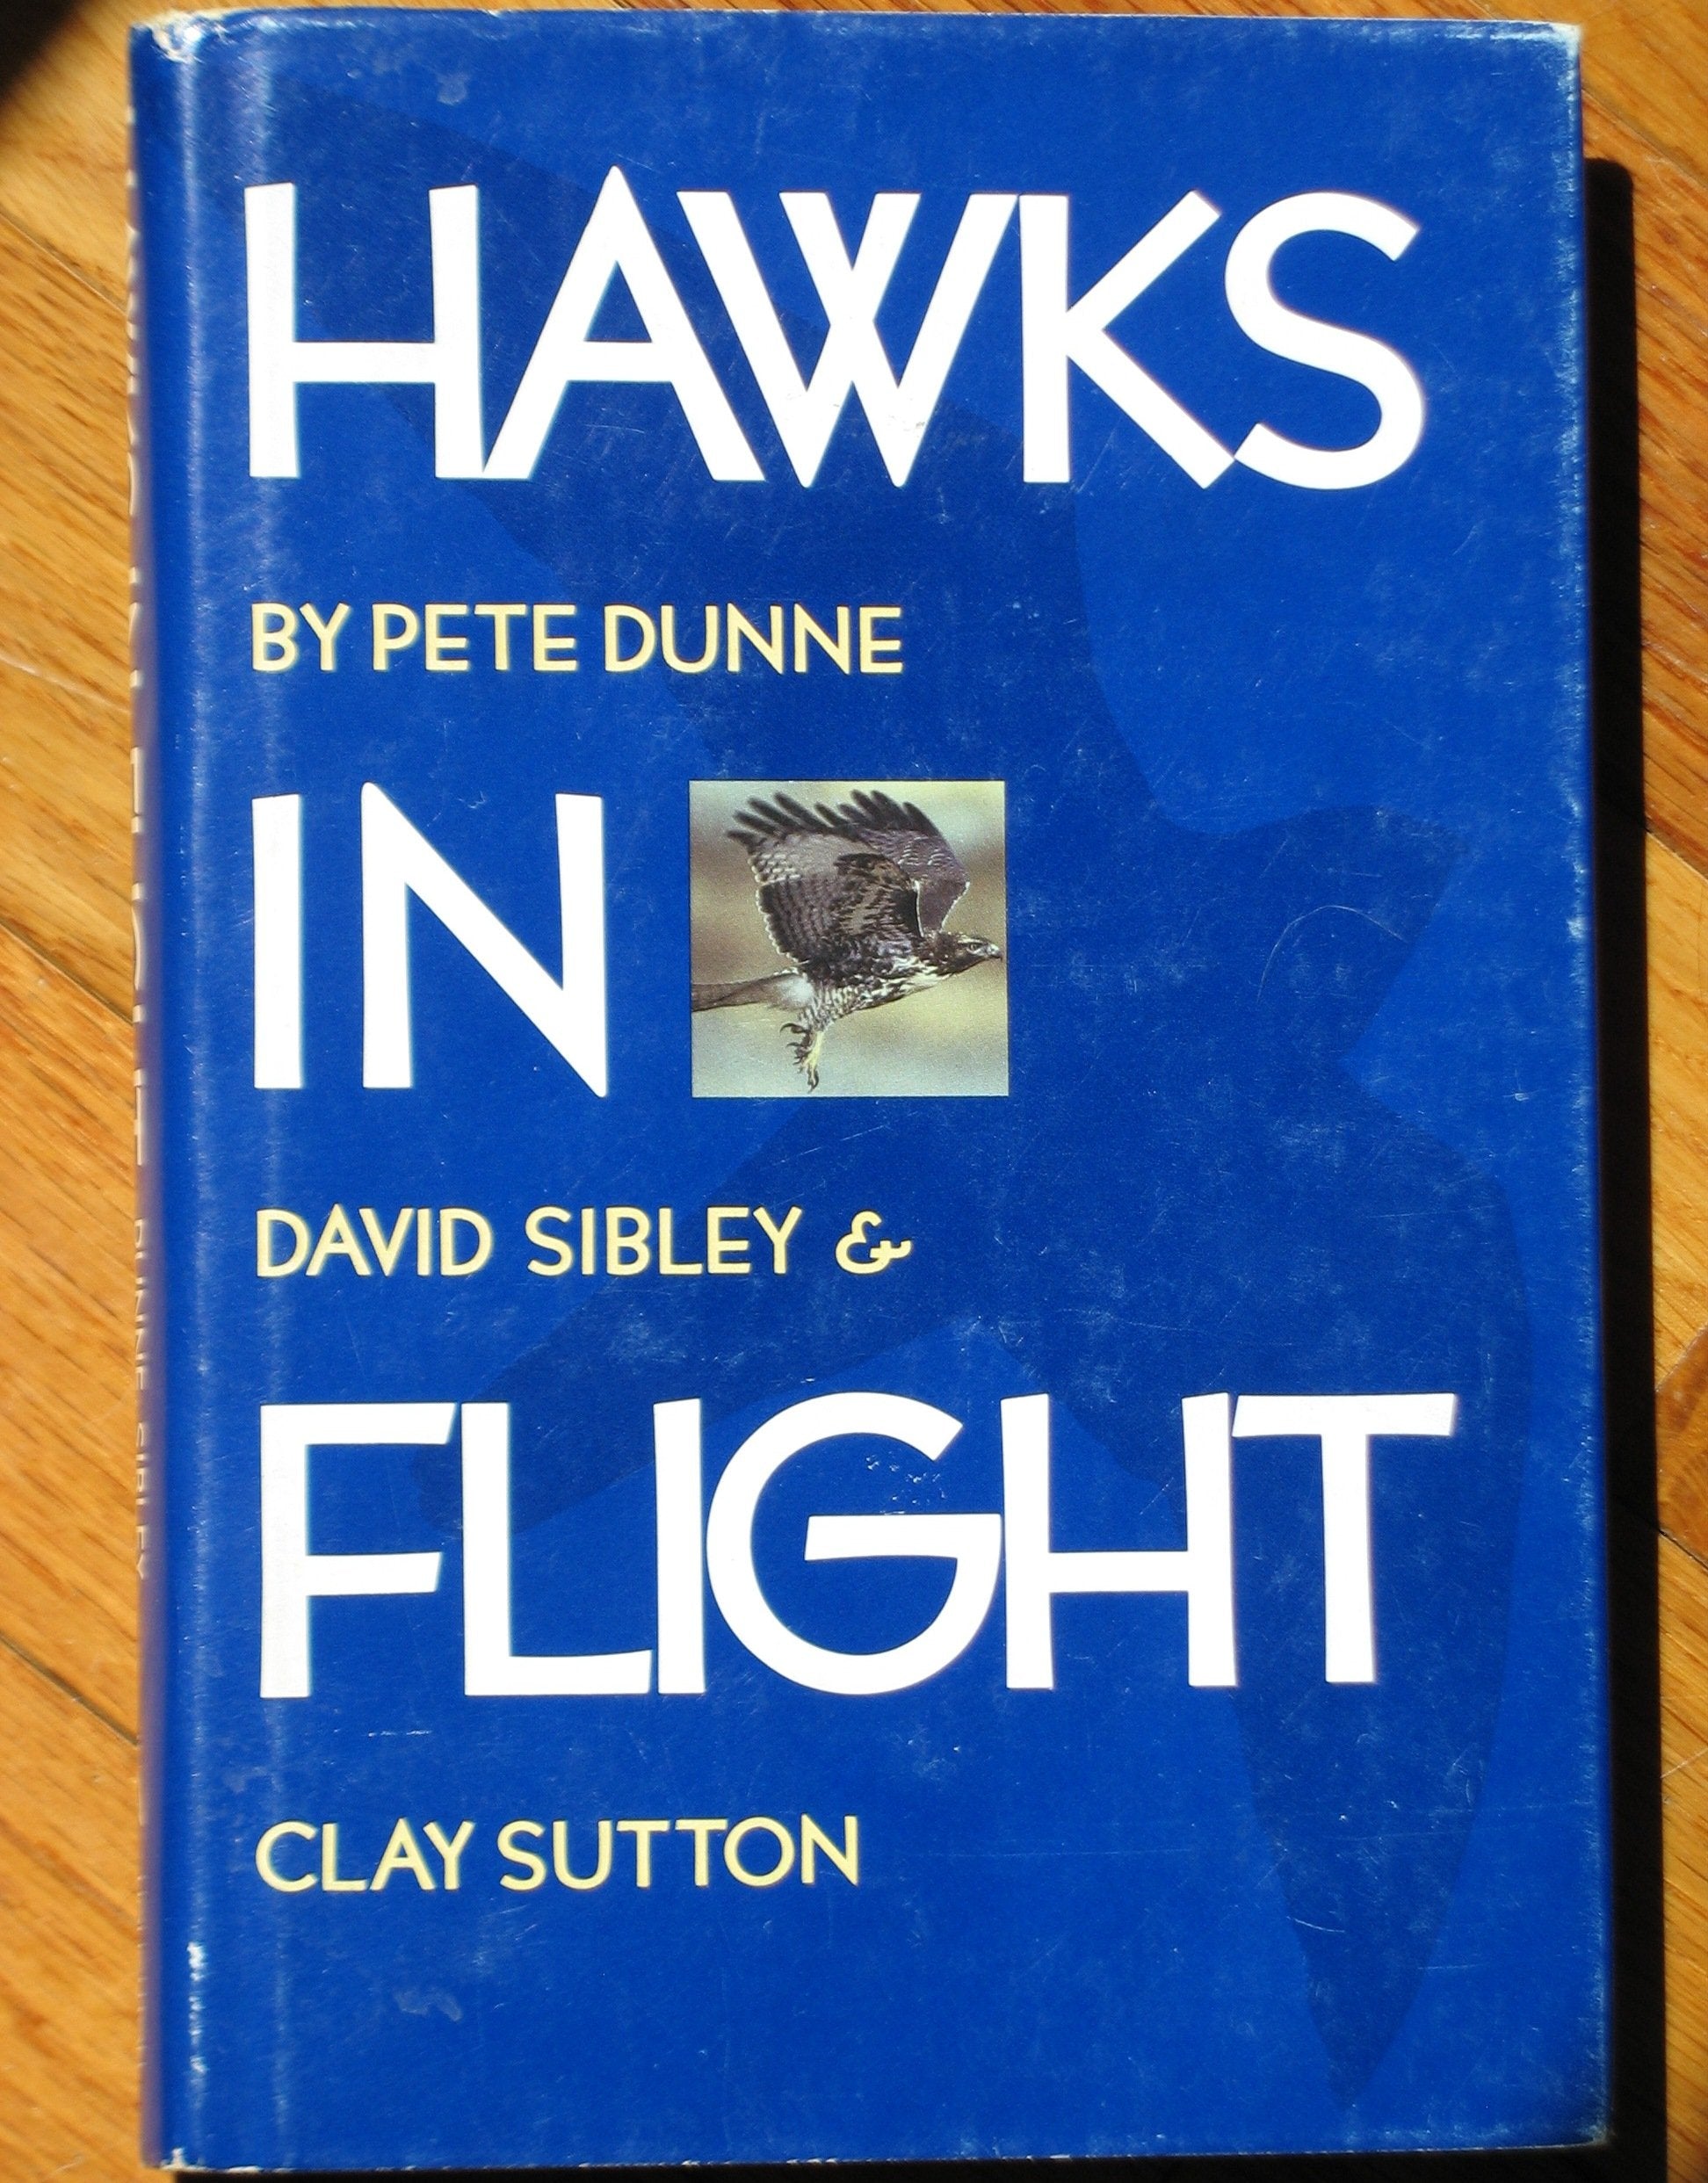 HAWKS
BY PETE DUNNE
IN
DAVID SIBLEY &
FLIGHT
CLAY SUTTON